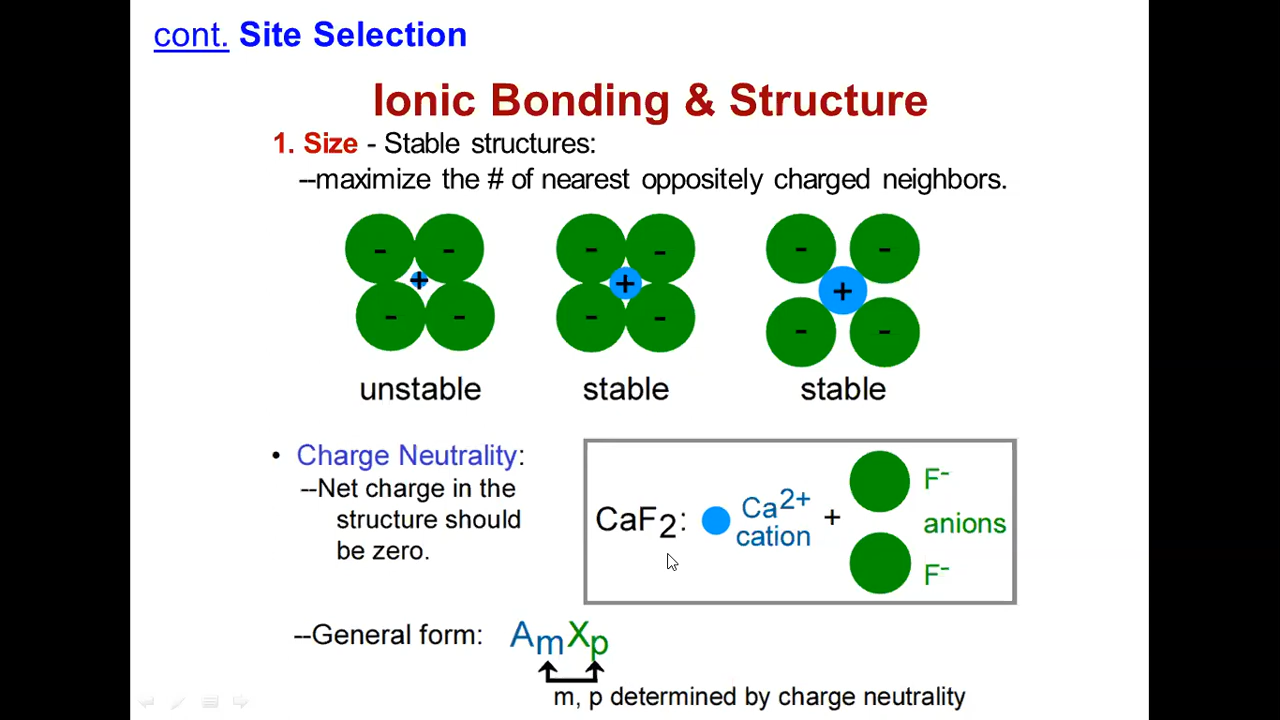 cont. Site Selection
Ionic Bonding & Structure
1. Size - Stable structures:
--maximize the # of nearest oppositely charged neighbors.
- - - - - -
+ + +
- - - - - -
unstable stable stable
• Charge Neutrality:
--Net charge in the
structure should
be zero.
CaF2: Ca2+ + F-
cation anions
F-
--General form: AmXp
m, p determined by charge neutrality